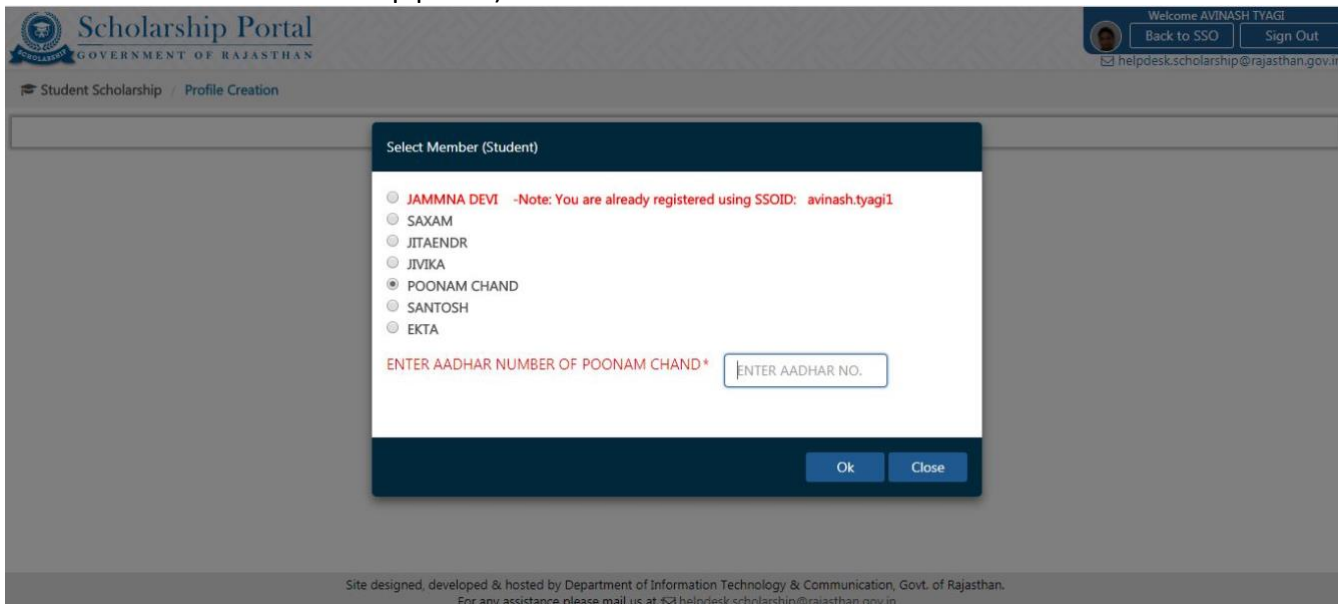 Scholarship Portal
GOVERNMENT OF RAJASTHAN
SCHOLARSHIP
Welcome AVINASH TYAGI
Back to SSO
Sign Out
helpdesk.scholarship@rajasthan.gov.in
Student Scholarship / Profile Creation
Select Member (Student)
JAMMNA DEVI -Note: You are already registered using SSOID: avinash.tyagi1
SAXAM
JITAENDR
JIVIKA
POONAM CHAND
SANTOSH
EKTA
ENTER AADHAR NUMBER OF POONAM CHAND*
ENTER AADHAR NO.
Ok
Close
Site designed, developed & hosted by Department of Information Technology & Communication, Govt. of Rajasthan.
For any assistance please mail us at helpdesk.scholarship@rajasthan.gov.in